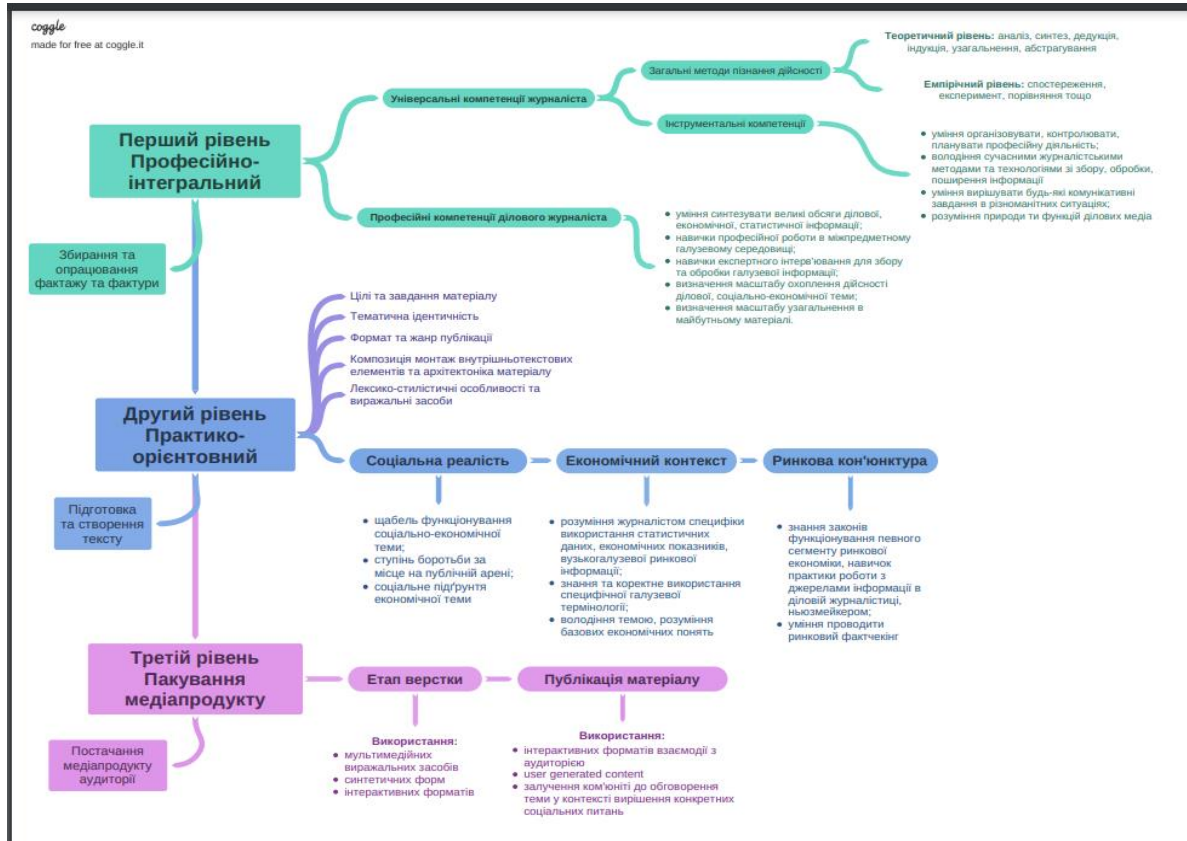 coggle
made for free at coggle.it
Перший рівень
Професійно-
інтегральний
Збирання та
опрацювання
фактажу та фактури
Універсальні компетенції журналіста
Загальні методи пізнання дійсності
Теоретичний рівень: аналіз, синтез, дедукція,
індукція, узагальнення, абстрагування
Емпіричний рівень: спостереження,
експеримент, порівняння тощо
Інструментальні компетенції
уміння організовувати, контролювати,
планувати професійну діяльність;
володіння сучасними журналістськими
методами та технологіями зі збору, обробки,
поширення інформації
уміння вирішувати будь-які комунікативні
завдання в різноманітних ситуаціях;
розуміння природи ти функцій ділових медіа
Професійні компетенції ділового журналіста
уміння синтезувати великі обсяги ділової,
економічної, статистичної інформації;
навички професійної роботи в міжпредметному
галузевому середовищі;
навички експертного інтерв'ювання для збору
та обробки галузевої інформації;
визначення масштабу охоплення дійсності
ділової, соціально-економічної теми;
визначення масштабу узагальнення в
майбутньому матеріалі.
Другий рівень
Практико-
орієнтовний
Підготовка
та створення
тексту
Цілі та завдання матеріалу
Тематична ідентичність
Формат та жанр публікації
Композиція монтаж внутрішньотекстових
елементів та архітектоніка матеріалу
Лексико-стилістичні особливості та
виражальні засоби
Соціальна реальність
щабель функціонування
соціально-економічної
теми;
ступінь боротьби за
місце на публічній арені;
соціальне підґрунтя
економічної теми
Економічний контекст
розуміння журналістом специфіки
використання статистичних
даних, економічних показників,
вузькогалузевої ринкової
інформації;
знання та коректне використання
специфічної галузевої
термінології;
володіння темою, розуміння
базових економічних понять
Ринкова кон'юнктура
знання законів
функціонування певного
сегменту ринкової
економіки, навичок
практики роботи з
джерелами інформації в
діловій журналістиці,
ньюзмейкером;
уміння проводити
ринковий фактчекінг
Третій рівень
Пакування
медіапродукту
Постачання
медіапродукту
аудиторії
Етап верстки
Використання:
мультимедійних
виражальних засобів
синтетичних форм
інтерактивних форматів
Публікація матеріалу
Використання:
інтерактивних форматів взаємодії з
аудиторією
user generated content
залучення ком'юніті до обговорення
теми у контексті вирішення конкретних
соціальних питань